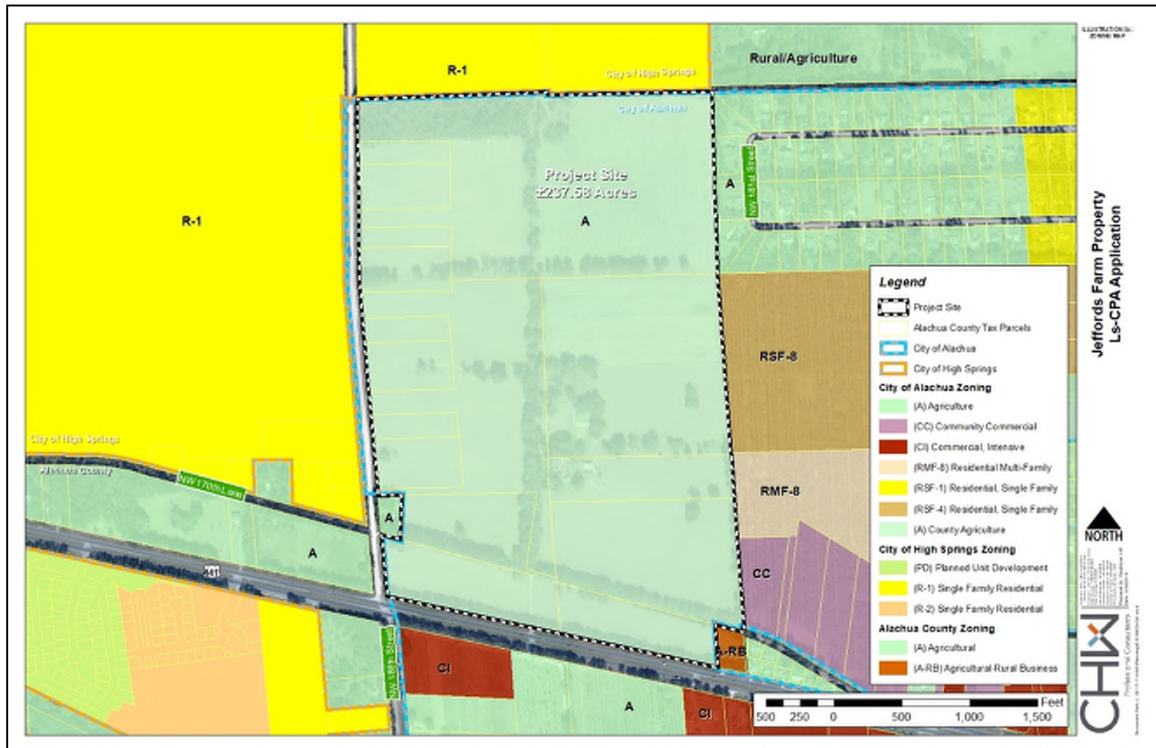 ZONING MAP
R-1
City of High Springs
Rural/Agriculture
City of Alachua
Project Site
±237.58 Acres
A
A
NW 181st Street
R-1
Jeffords Farm Property
Ls-CPA Application
Legend
Project Site
Alachua County Tax Parcels
City of Alachua
City of High Springs
City of Alachua Zoning
(A) Agriculture
(CC) Community Commercial
(CI) Commercial, Intensive
(RMF-8) Residential Multi-Family
(RSF-1) Residential, Single Family
(RSF-4) Residential, Single Family
(A) County Agriculture
City of High Springs Zoning
(PD) Planned Unit Development
(R-1) Single Family Residential
(R-2) Single Family Residential
Alachua County Zoning
(A) Agricultural
(A-RB) Agricultural-Rural Business
RSF-8
City of High Springs
Alachua County
NW 170th Lane
RMF-8
A
A
441
CC
NORTH
A-RB
NW 188th Street
CI
A
CI
Feet
500 250 0 500 1,000 1,500
CHW
Professional Consultants